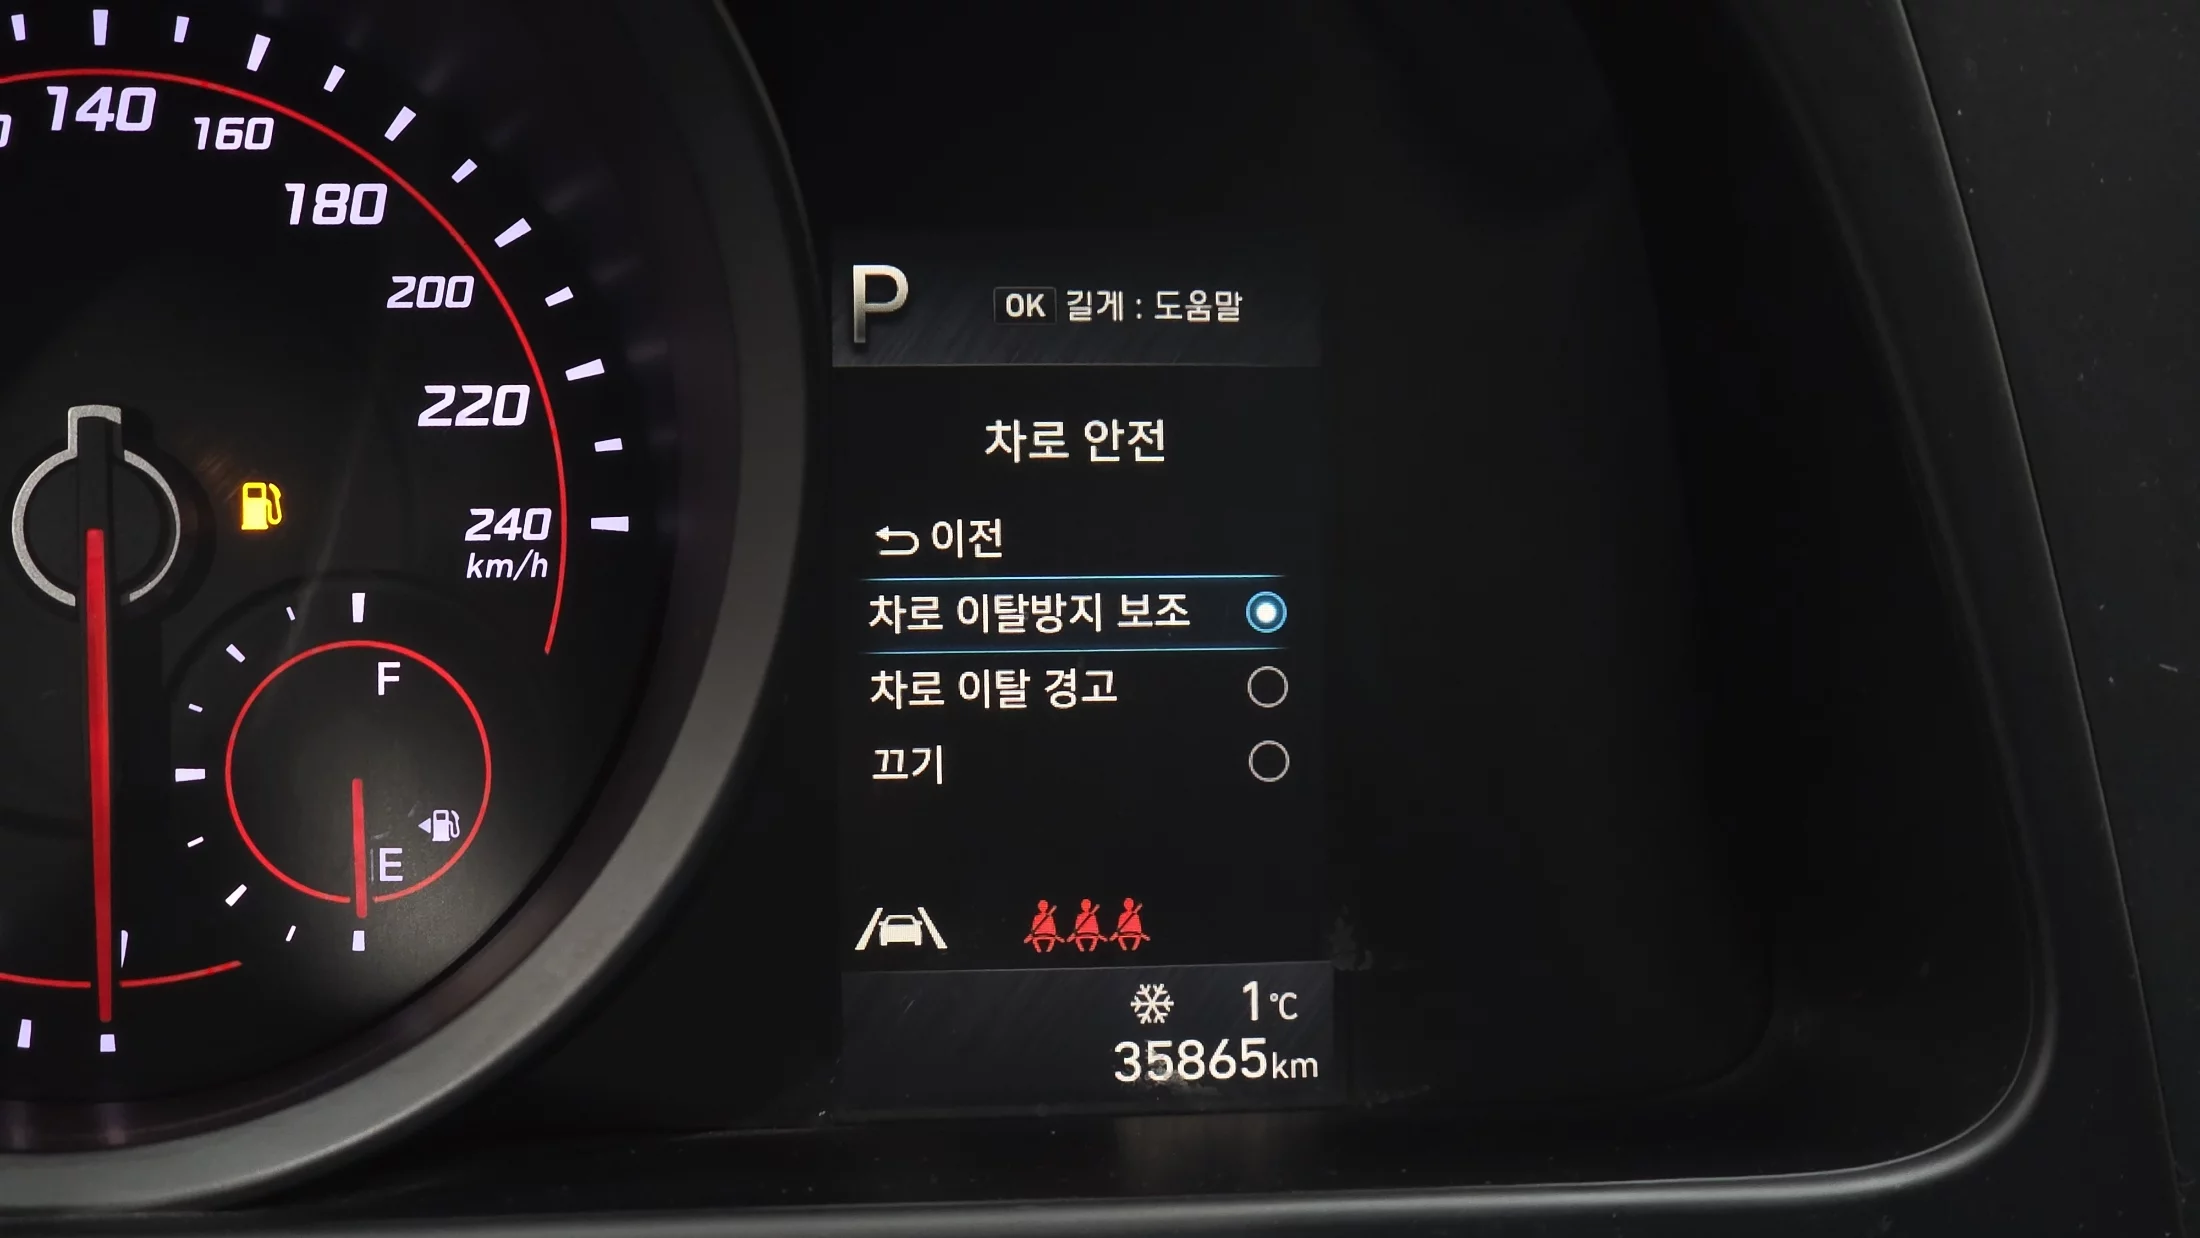 140
160
180
200
220
240
km/h
F
E
P
OK 길게 : 도움말
차로 안전
이전
차로 이탈방지 보조
차로 이탈 경고
끄기
1℃
35865km